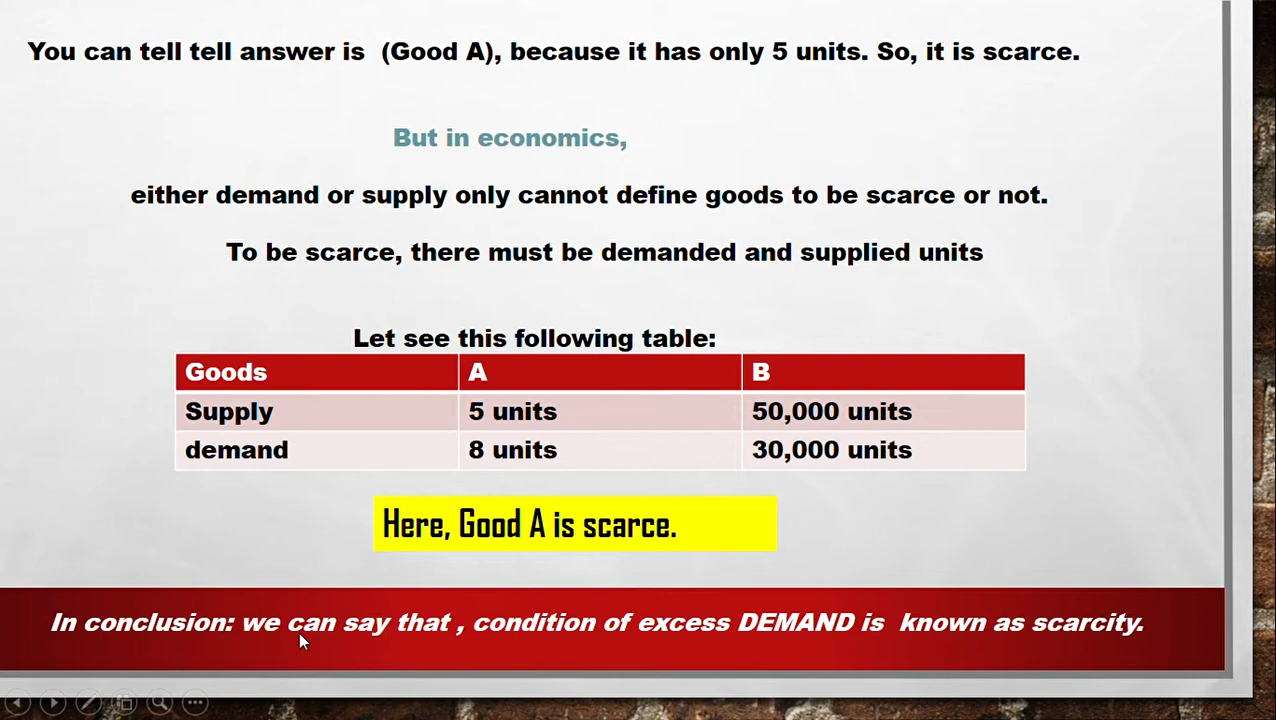 You can tell tell answer is (Good A), because it has only 5 units. So, it is scarce.
But in economics,
either demand or supply only cannot define goods to be scarce or not.
To be scarce, there must be demanded and supplied units
Let see this following table:
Goods A B
Supply 5 units 50,000 units
demand 8 units 30,000 units
Here, Good A is scarce.
In conclusion: we can say that , condition of excess DEMAND is known as scarcity.